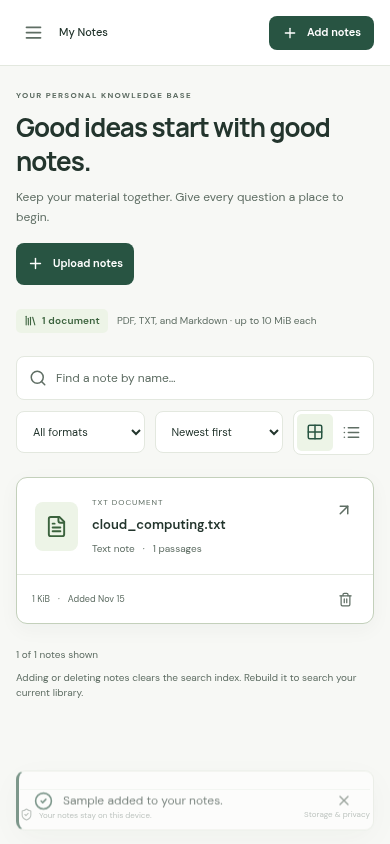 My Notes
Add notes
YOUR PERSONAL KNOWLEDGE BASE
Good ideas start with good
notes.
Keep your material together. Give every question a place to
begin.
Upload notes
1 document
PDF, TXT, and Markdown · up to 10 MiB each
Find a note by name...
All formats
Newest first
TXT DOCUMENT
cloud_computing.txt
Text note · 1 passages
1 KiB · Added Nov 15
1 of 1 notes shown
Adding or deleting notes clears the search index. Rebuild it to search your
current library.
Sample added to your notes.
Your notes stay on this device.
Storage & privacy